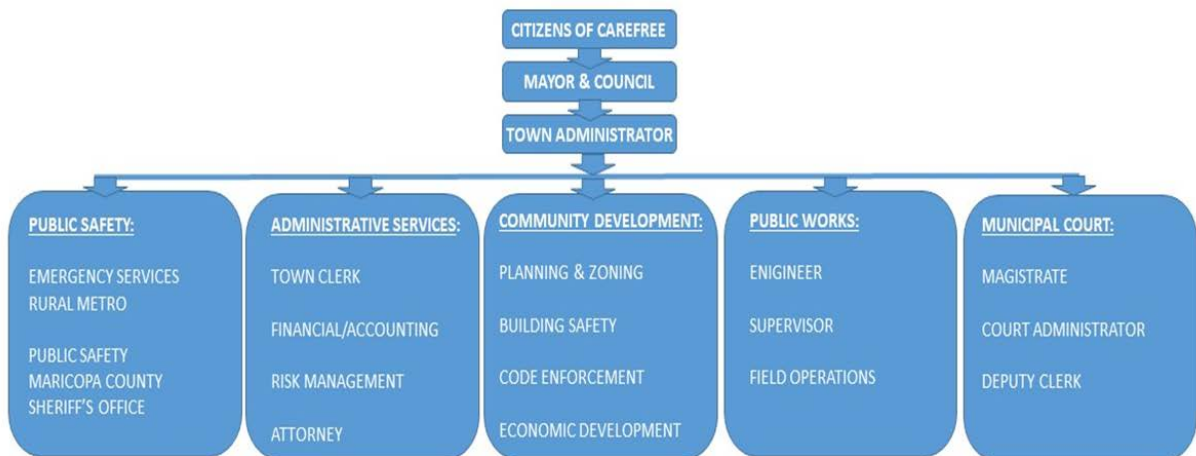 CITIZENS OF CAREFREE
MAYOR & COUNCIL
TOWN ADMINISTRATOR
PUBLIC SAFETY:
EMERGENCY SERVICES
RURAL METRO
PUBLIC SAFETY
MARICOPA COUNTY
SHERIFF'S OFFICE
ADMINISTRATIVE SERVICES:
TOWN CLERK
FINANCIAL/ACCOUNTING
RISK MANAGEMENT
ATTORNEY
COMMUNITY DEVELOPMENT:
PLANNING & ZONING
BUILDING SAFETY
CODE ENFORCEMENT
ECONOMIC DEVELOPMENT
PUBLIC WORKS:
ENIGINEER
SUPERVISOR
FIELD OPERATIONS
MUNICIPAL COURT:
MAGISTRATE
COURT ADMINISTRATOR
DEPUTY CLERK